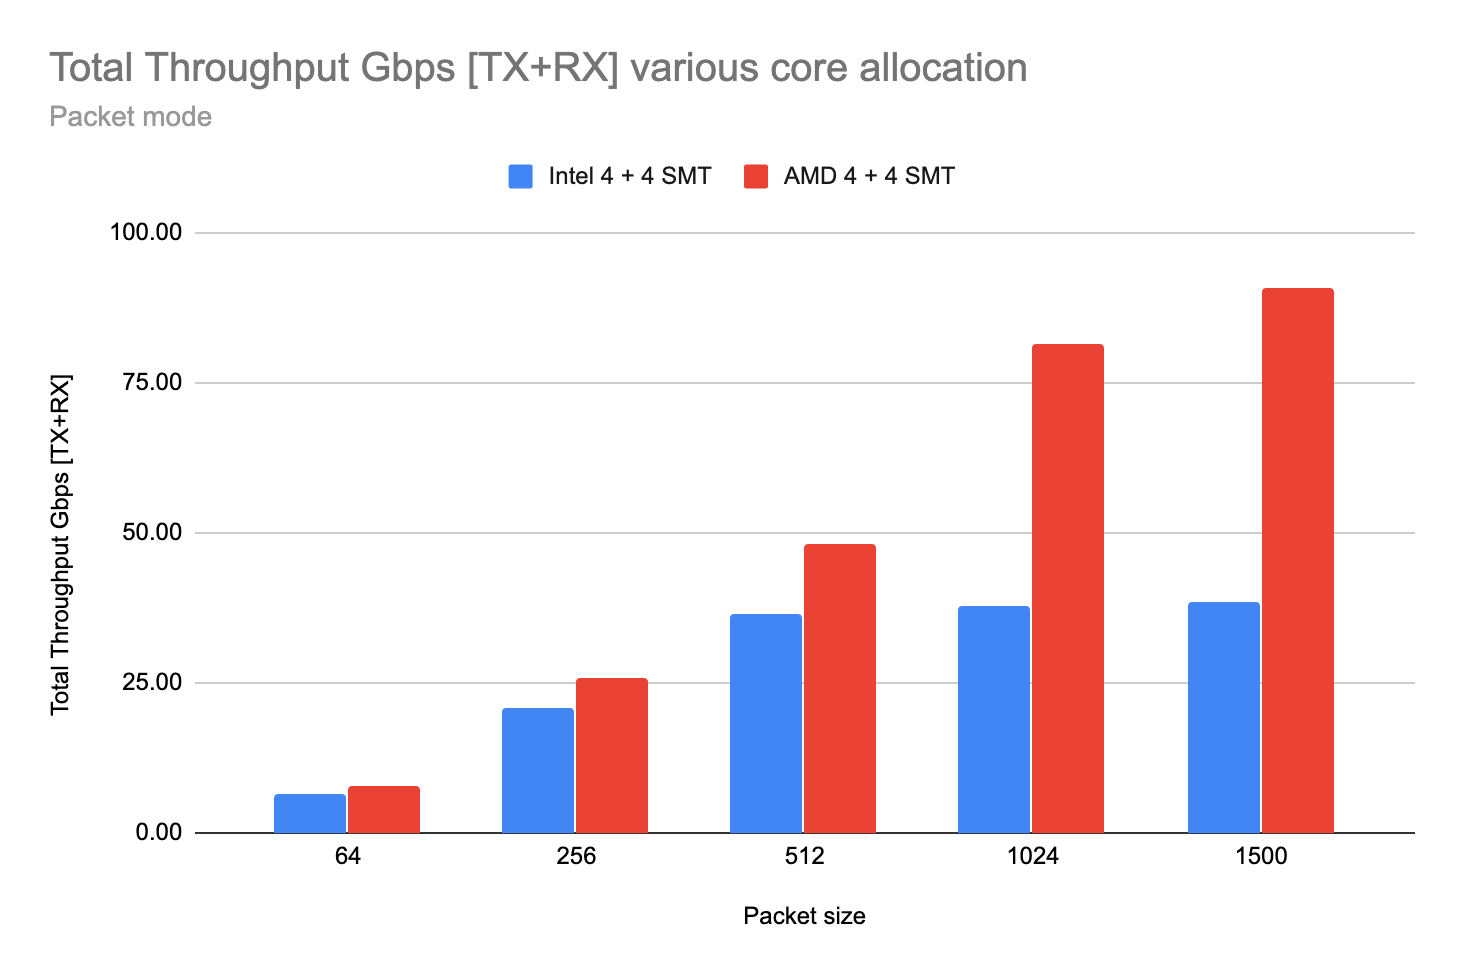 Total Throughput Gbps [TX+RX] various core allocation
Packet mode
Intel 4 + 4 SMT
AMD 4 + 4 SMT
Total Throughput Gbps [TX+RX]
100.00
75.00
50.00
25.00
0.00
64
256
512
1024
1500
Packet size